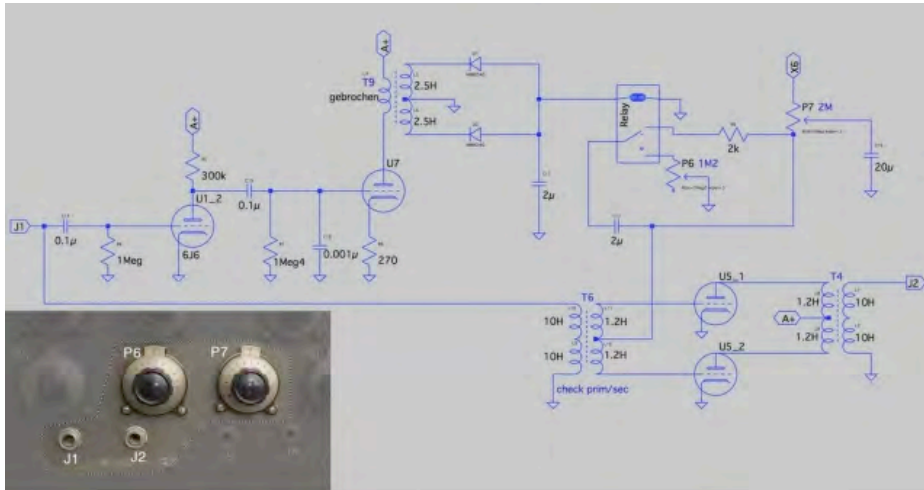 A+
T9
gebrochen
2.5H
2.5H
A+
300k
U1_2
0.1µ
U7
Relay
X6
P7 2M
2k
P6 1M2
20µ
2µ
J1
0.1µ
6J6
1Meg
1Meg4
0.001µ
270
2µ
U5_1
T4
J2
T6
1.2H
10H
10H
1.2H
A+
1.2H
10H
10H
1.2H
U5_2
check prim/sec
P6
P7
J1
J2